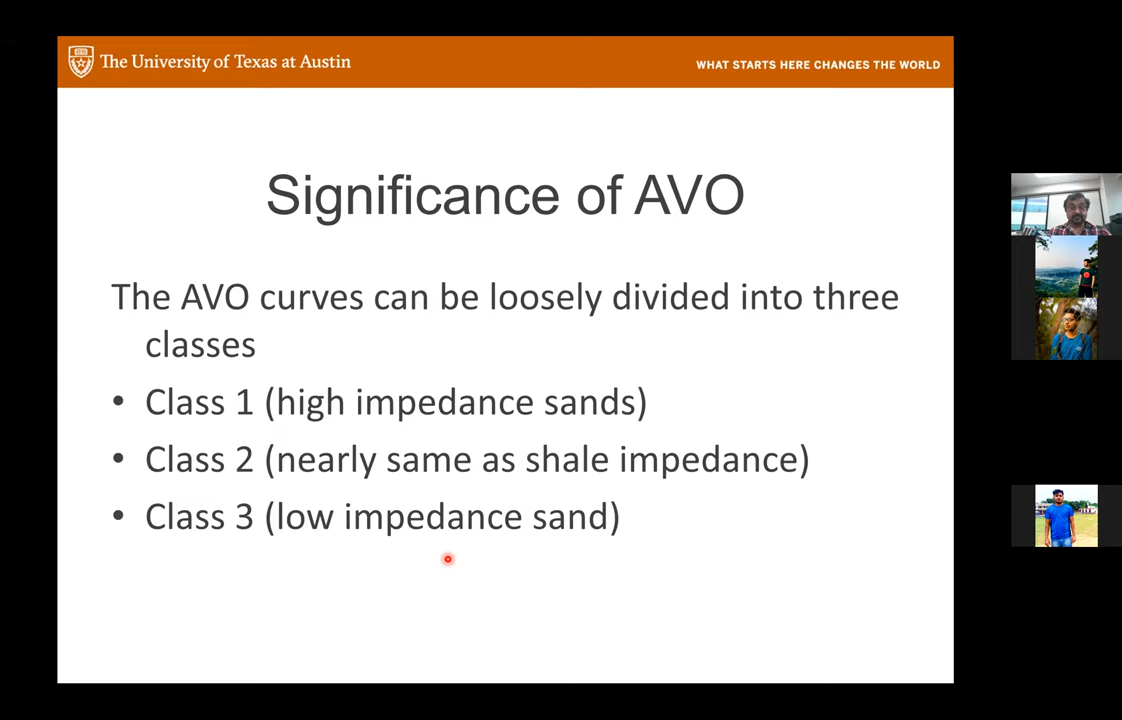 The University of Texas at Austin
WHAT STARTS HERE CHANGES THE WORLD
Significance of AVO
The AVO curves can be loosely divided into three
classes
• Class 1 (high impedance sands)
• Class 2 (nearly same as shale impedance)
• Class 3 (low impedance sand)